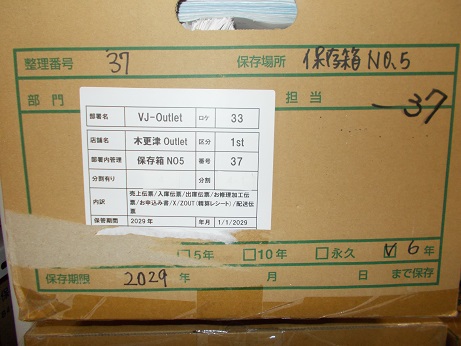 整理番号 37 保存場所 保存箱 NO.5
部門 担当 37
部署名 VJ-Outlet ロケ 33
店舗名 木更津 Outlet 区分 1st
部署内管理 保存箱 NO5 番号 37
分割有り 分割
内訳 売上伝票/入庫伝票/出庫伝票/お修理加工伝
票/お申込み書/X/ZOUT(精算レシート)/配送伝
票
保管期間 2029年 年月 1/1/2029
□5年 □10年 □永久 ☑6年
保存期限 2029 年 月 日 まで保存